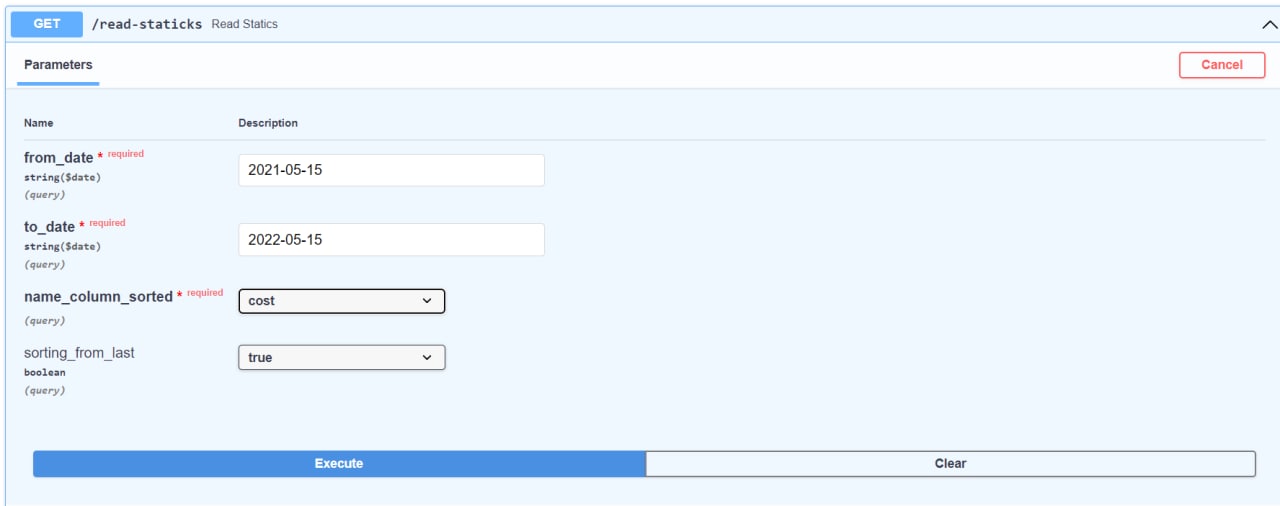 GET /read-staticks Read Statics
Parameters
Cancel
Name Description
from_date * required
string($date)
(query)
2021-05-15
to_date * required
string($date)
(query)
2022-05-15
name_column_sorted * required
(query)
cost
sorting_from_last
boolean
(query)
true
Execute
Clear